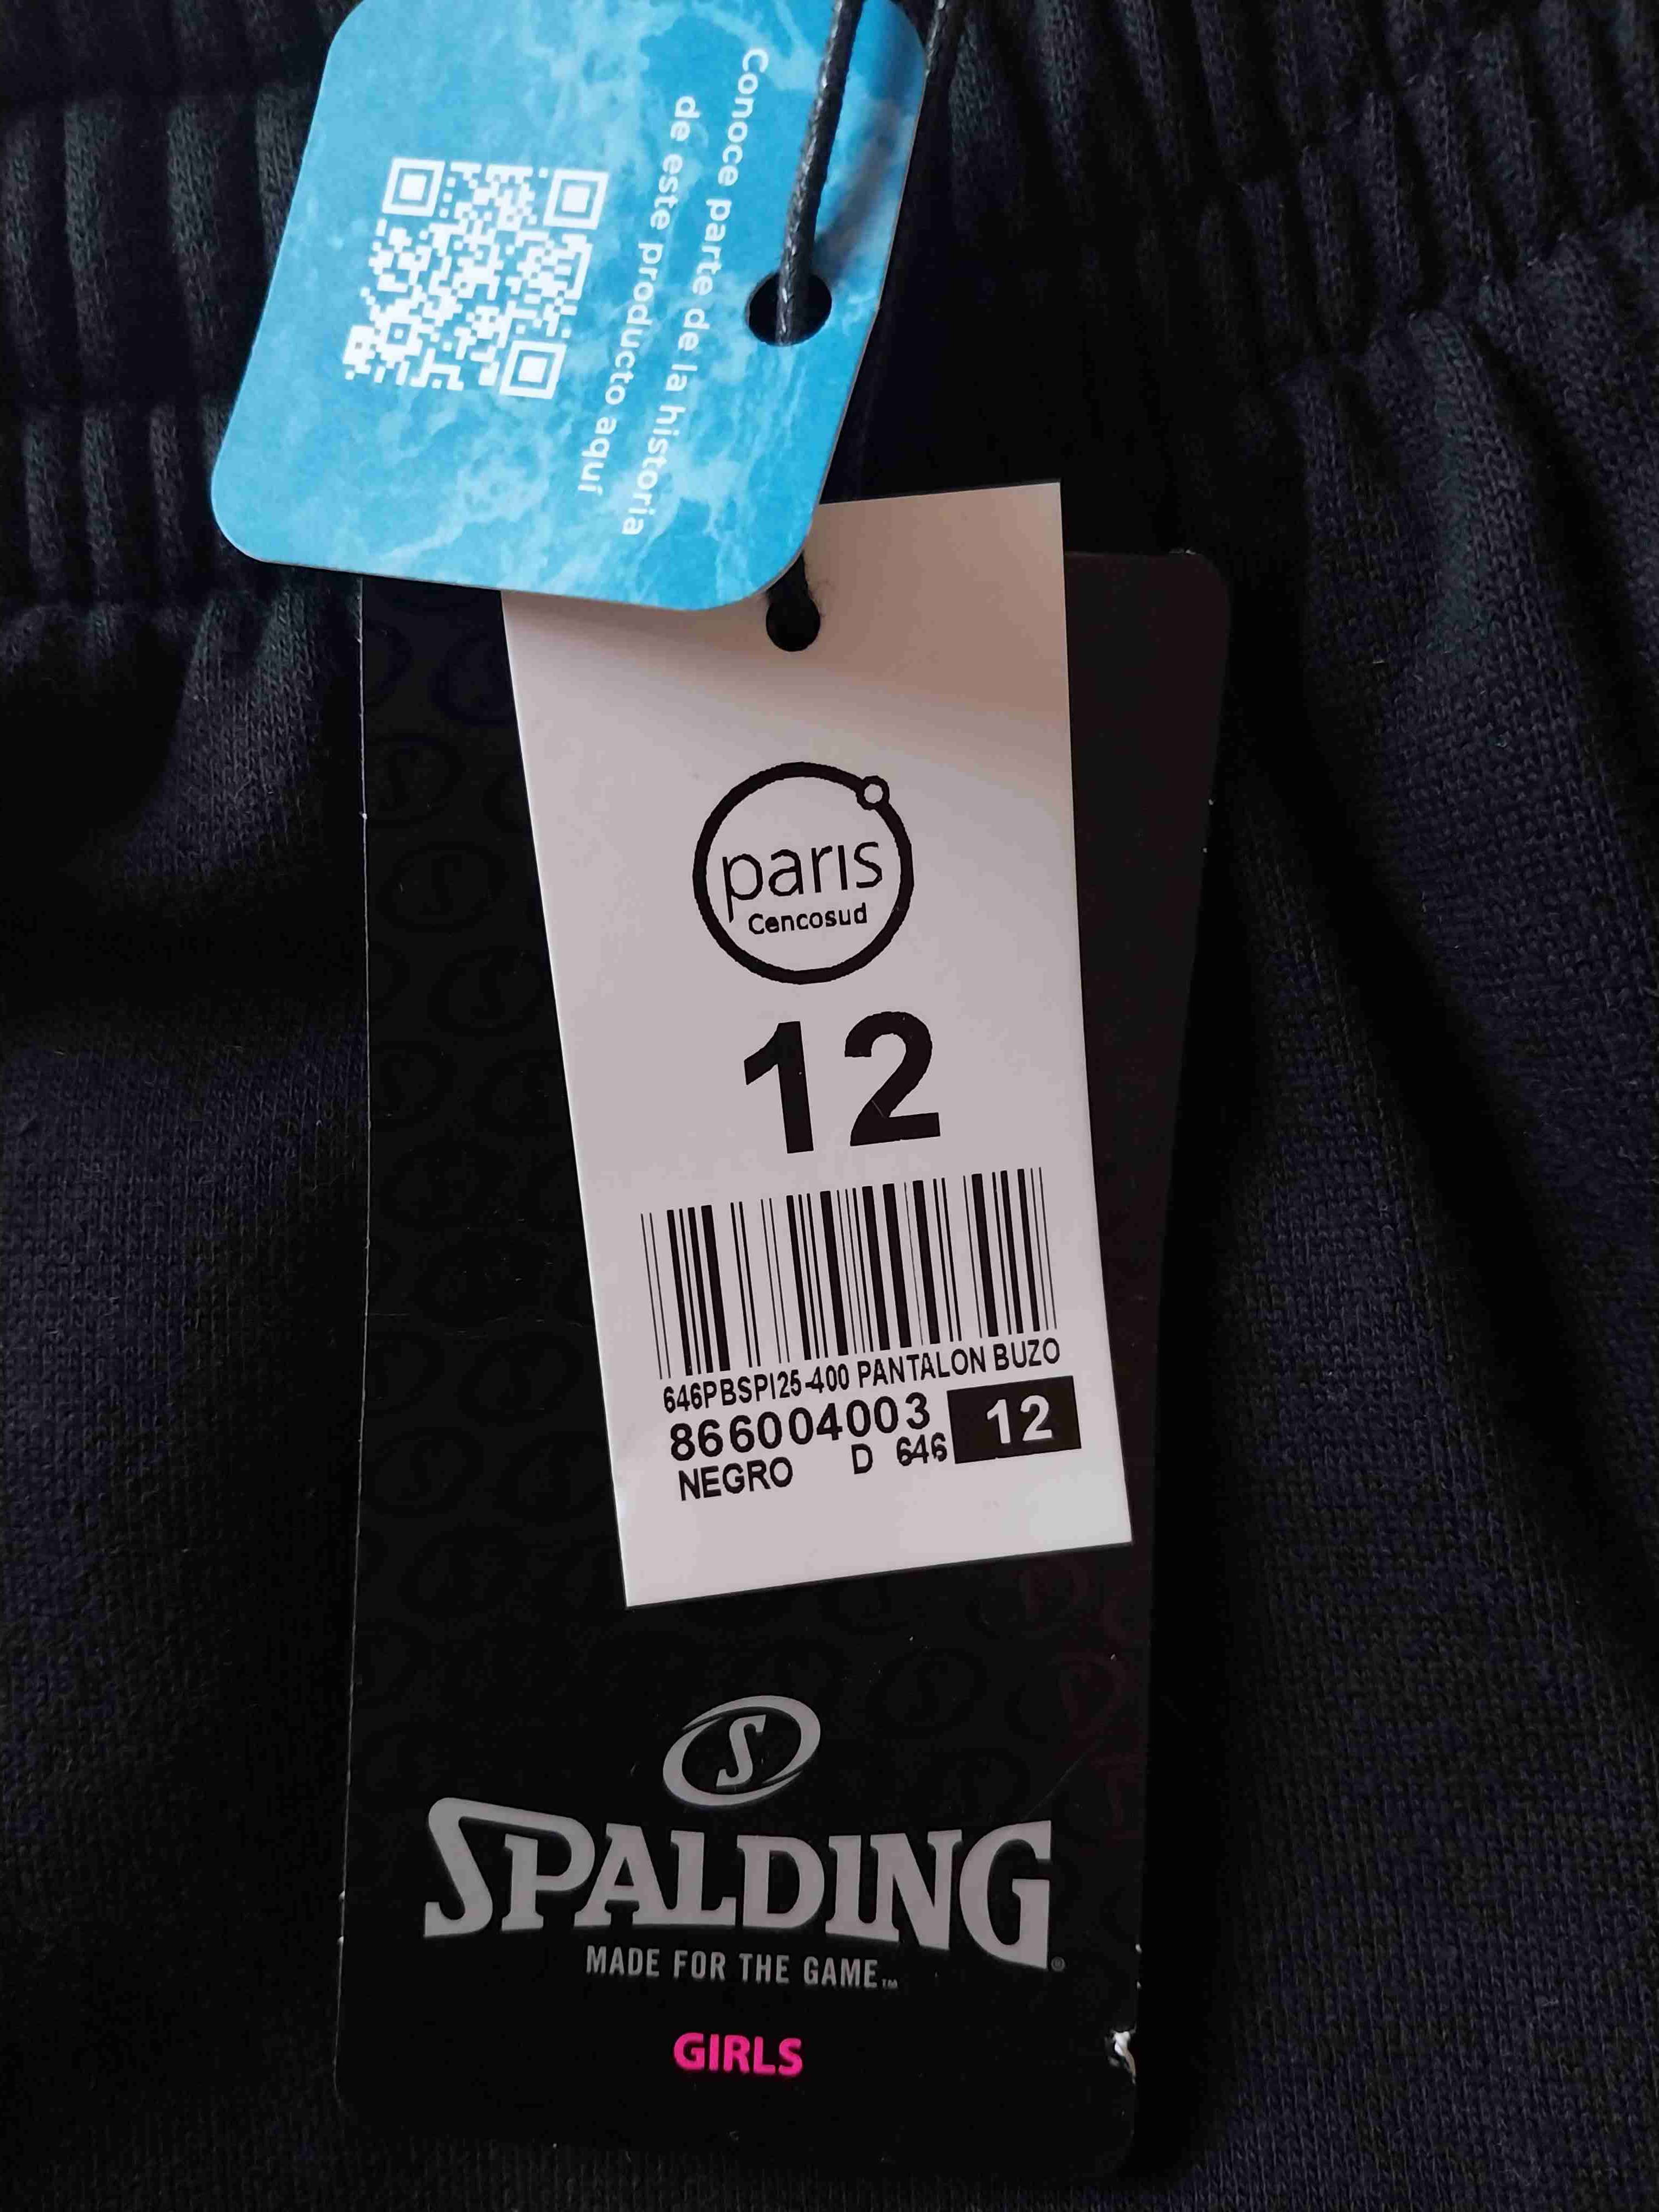 Conoce parte de la historia
de este producto aquí
paris
Cencosud
12
646PBSPI25-400 PANTALON BUZO
866004003 12
NEGRO D 646
S
SPALDING®
MADE FOR THE GAME™
GIRLS